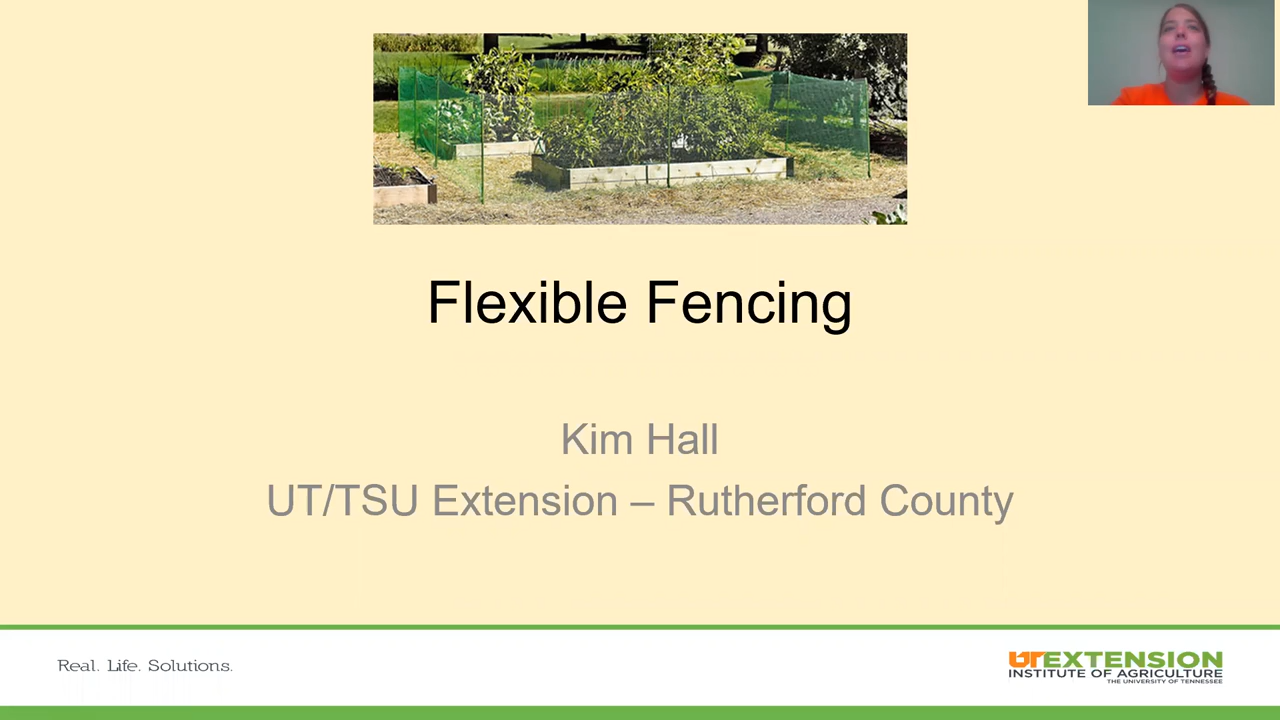 Flexible Fencing
Kim Hall
UT/TSU Extension – Rutherford County
Real. Life. Solutions.
UTEXTENSION
INSTITUTE OF AGRICULTURE
THE UNIVERSITY OF TENNESSEE